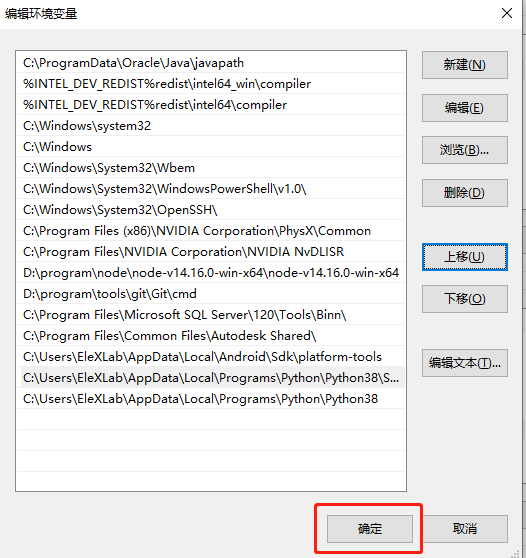 编辑环境变量
C:\ProgramData\Oracle\Java\javapath
%INTEL_DEV_REDIST%redist\intel64_win\compiler
%INTEL_DEV_REDIST%redist\intel64\compiler
C:\Windows\system32
C:\Windows
C:\Windows\System32\Wbem
C:\Windows\System32\WindowsPowerShell\v1.0\
C:\Windows\System32\OpenSSH\
C:\Program Files (x86)\NVIDIA Corporation\PhysX\Common
C:\Program Files\NVIDIA Corporation\NVIDIA NvDLISR
D:\program\node\node-v14.16.0-win-x64\node-v14.16.0-win-x64
D:\program\tools\git\Git\cmd
C:\Program Files\Microsoft SQL Server\120\Tools\Binn\
C:\Program Files\Common Files\Autodesk Shared\
C:\Users\EleXLab\AppData\Local\Android\Sdk\platform-tools
C:\Users\EleXLab\AppData\Local\Programs\Python\Python38\S...
C:\Users\EleXLab\AppData\Local\Programs\Python\Python38
新建(N)
编辑(E)
浏览(B)...
删除(D)
上移(U)
下移(O)
编辑文本(T)...
确定
取消